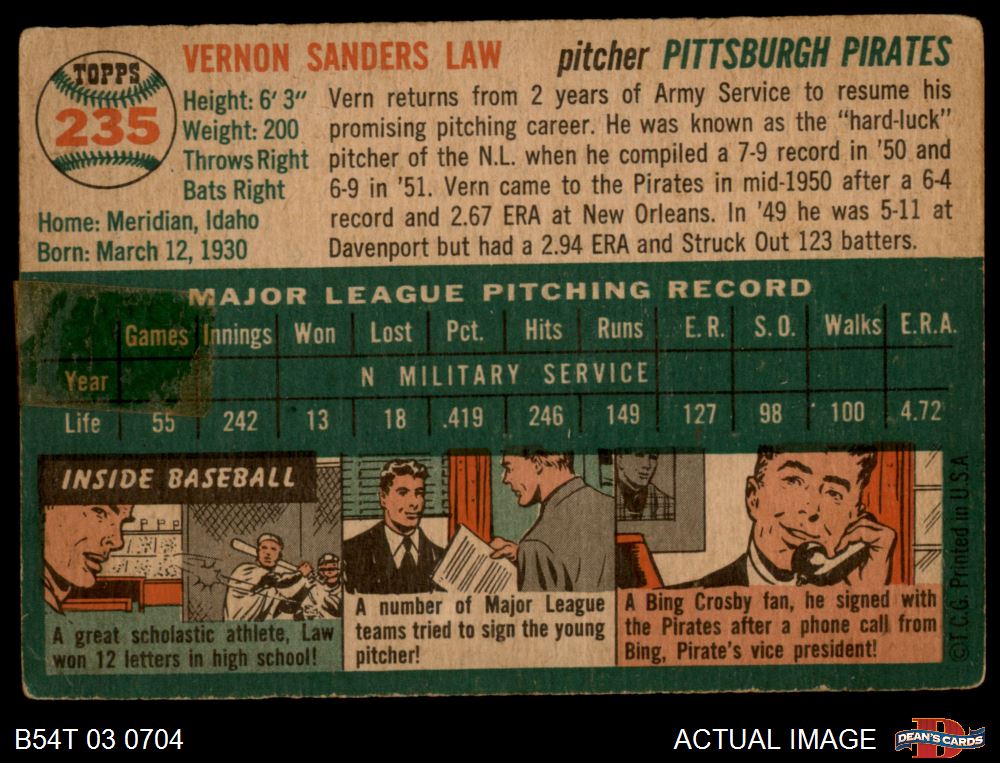 TOPPS
235
VERNON SANDERS LAW pitcher PITTSBURGH PIRATES
Height: 6' 3"
Weight: 200
Throws Right
Bats Right
Home: Meridian, Idaho
Born: March 12, 1930
Vern returns from 2 years of Army Service to resume his
promising pitching career. He was known as the "hard-luck"
pitcher of the N.L. when he compiled a 7-9 record in '50 and
6-9 in '51. Vern came to the Pirates in mid-1950 after a 6-4
record and 2.67 ERA at New Orleans. In '49 he was 5-11 at
Davenport but had a 2.94 ERA and Struck Out 123 batters.
MAJOR LEAGUE PITCHING RECORD
Games Innings Won Lost Pct. Hits Runs E.R. S.O. Walks E.R.A.
Year N MILITARY SERVICE
Life 55 242 13 18 .419 246 149 127 98 100 4.72
INSIDE BASEBALL
A great scholastic athlete, Law
won 12 letters in high school!
A number of Major League
teams tried to sign the young
pitcher!
A Bing Crosby fan, he signed with
the Pirates after a phone call from
Bing, Pirate's vice president!
©T.C.G. Printed in U.S.A.
B54T 03 0704
ACTUAL IMAGE
DEAN'S CARDS